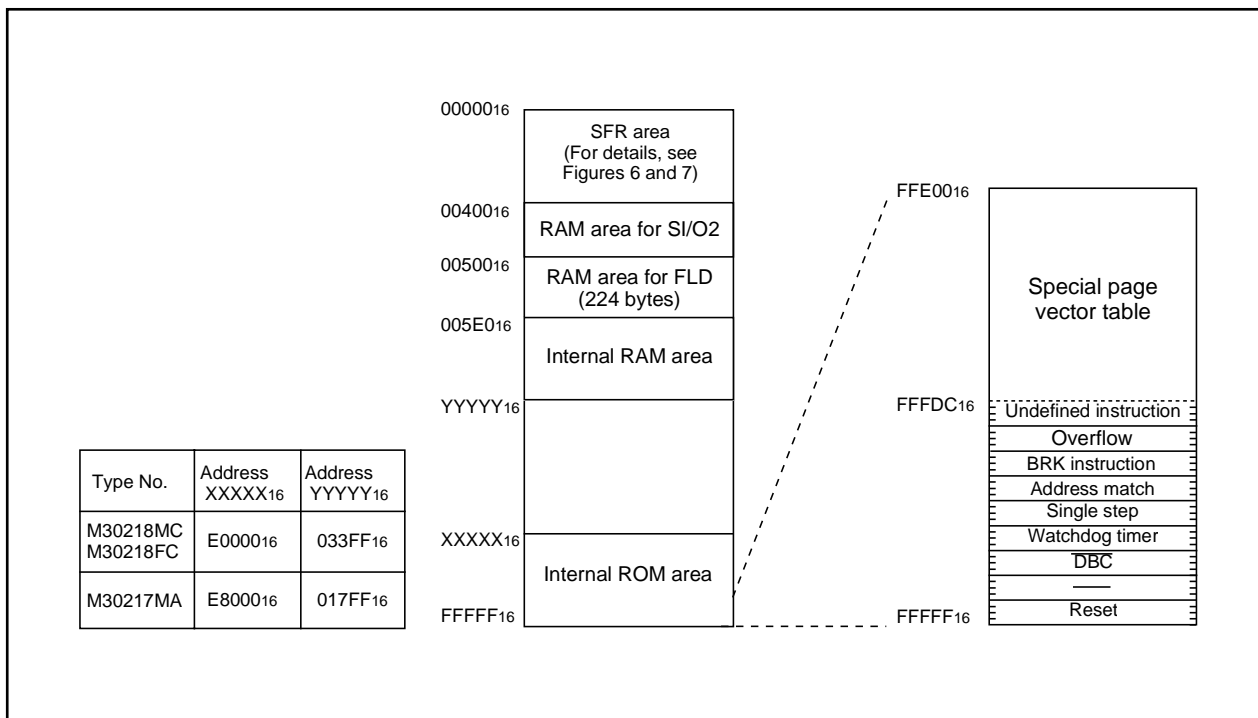 0000016
SFR area
(For details, see
Figures 6 and 7)
0040016
RAM area for SI/O2
0050016
RAM area for FLD
(224 bytes)
005E016
Internal RAM area
YYYYY16
XXXXX16
Internal ROM area
FFFFF16
Type No.
Address
XXXXX16
Address
YYYYY16
M30218MC
M30218FC
E000016
033FF16
M30217MA
E800016
017FF16
FFE0016
Special page
vector table
FFFDC16
Undefined instruction
Overflow
BRK instruction
Address match
Single step
Watchdog timer
DBC
Reset
FFFFF16